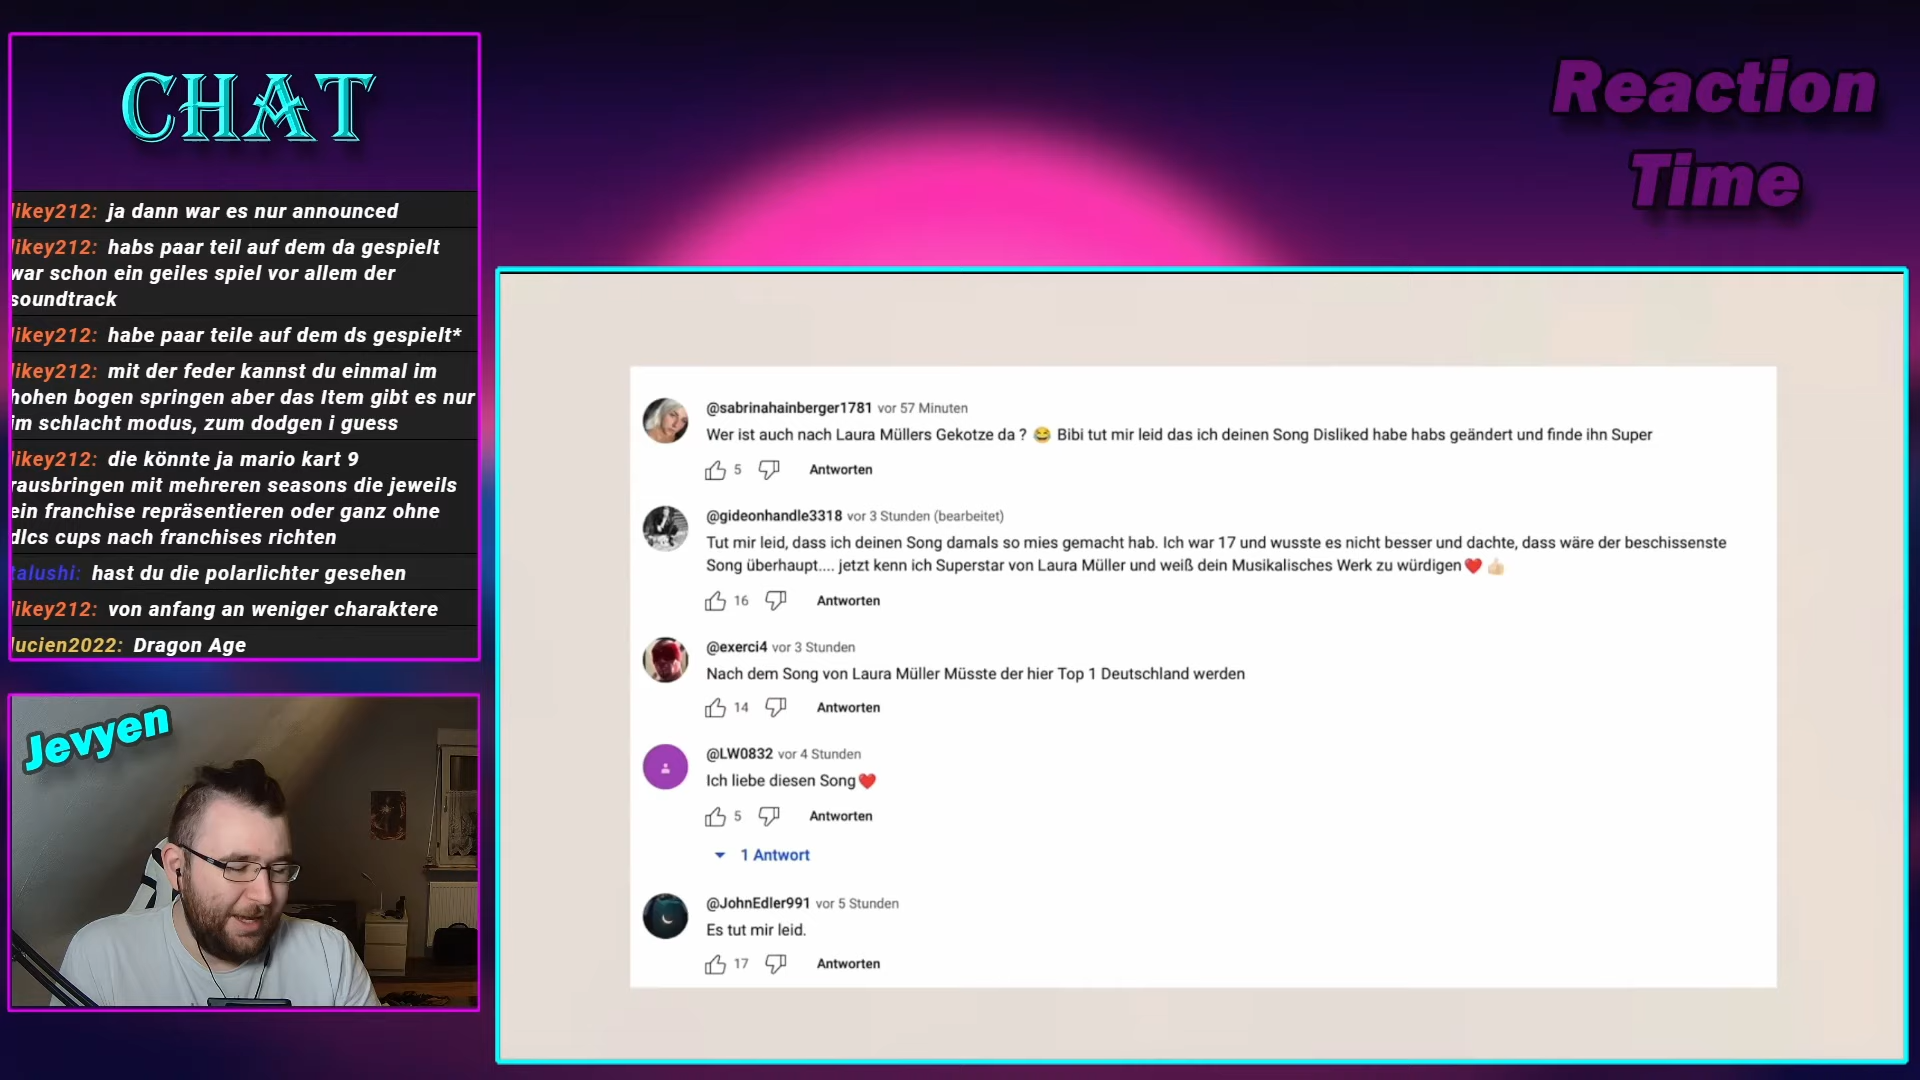 CHAT
likey212: ja dann war es nur announced
likey212: habs paar teil auf dem da gespielt
war schon ein geiles spiel vor allem der
soundtrack
likey212: habe paar teile auf dem ds gespielt*
likey212: mit der feder kannst du einmal im
hohen bogen springen aber das Item gibt es nur
im schlacht modus, zum dodgen i guess
likey212: die könnte ja mario kart 9
rausbringen mit mehreren seasons die jeweils
ein franchise repräsentieren oder ganz ohne
dlcs cups nach franchises richten
talushi: hast du die polarlichter gesehen
likey212: von anfang an weniger charaktere
lucien2022: Dragon Age
Jevyen
Reaction
Time
@sabrinahainberger1781 vor 57 Minuten
Wer ist auch nach Laura Müllers Gekotze da ? 😂 Bibi tut mir leid das ich deinen Song Disliked habe habs geändert und finde ihn Super
5 Antworten
@gideonhandle3318 vor 3 Stunden (bearbeitet)
Tut mir leid, dass ich deinen Song damals so mies gemacht hab. Ich war 17 und wusste es nicht besser und dachte, dass wäre der beschissenste
Song überhaupt.... jetzt kenn ich Superstar von Laura Müller und weiß dein Musikalisches Werk zu würdigen❤️👍🏻
16 Antworten
@exerci4 vor 3 Stunden
Nach dem Song von Laura Müller Müsste der hier Top 1 Deutschland werden
14 Antworten
@LW0832 vor 4 Stunden
Ich liebe diesen Song❤️
5 Antworten
1 Antwort
@JohnEdler991 vor 5 Stunden
Es tut mir leid.
17 Antworten